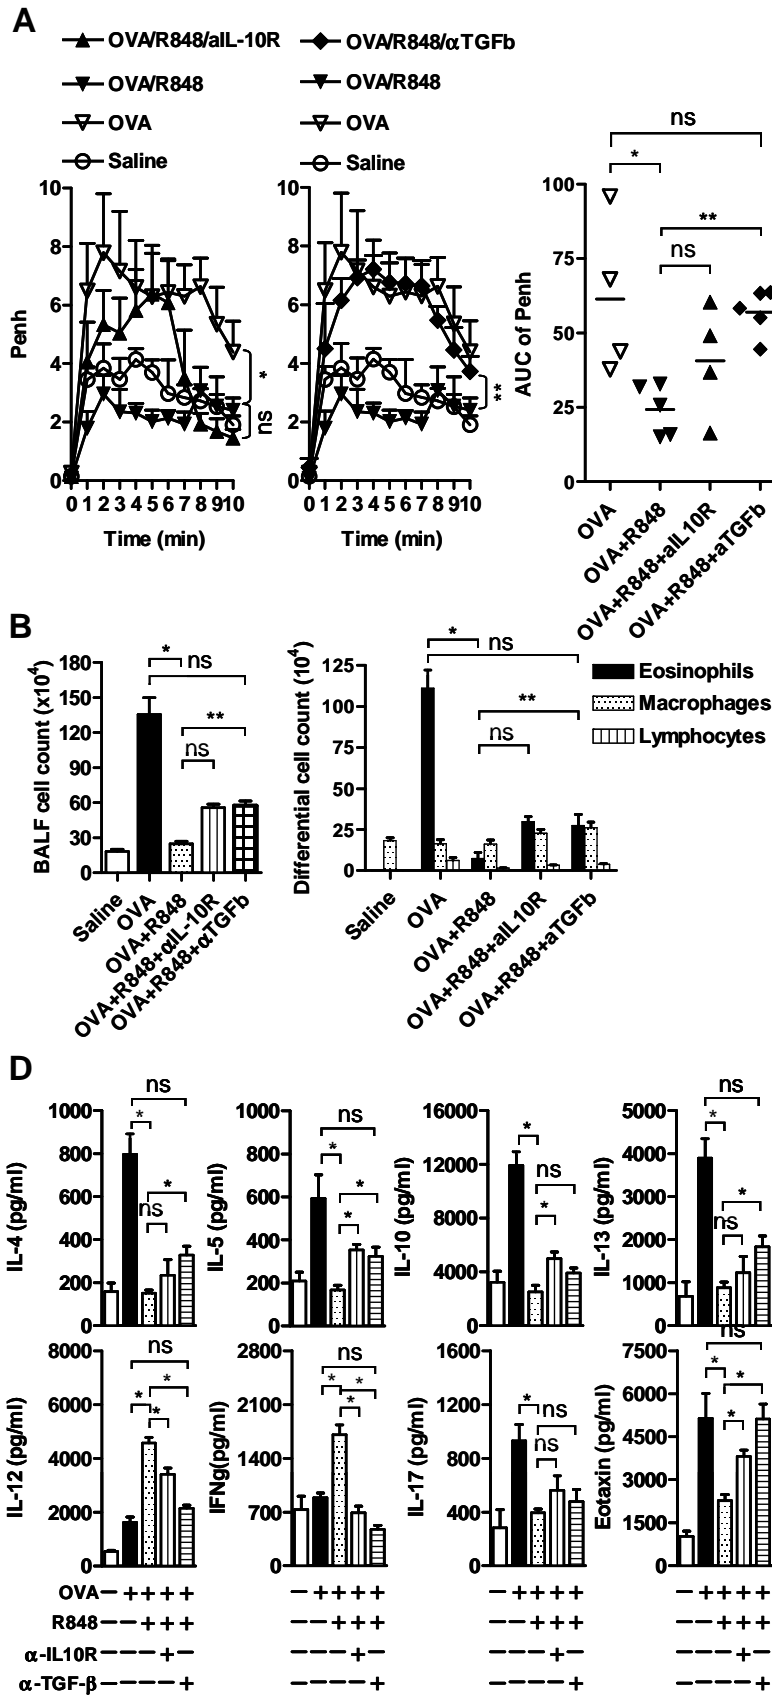 A
OVA/R848/aIL-10R
OVA/R848
OVA
Saline
OVA/R848/αTGFb
OVA/R848
OVA
Saline
10
8
6
4
2
0
Penh
0 1 2 3 4 5 6 7 8 9 10
Time (min)
*
ns
10
8
6
4
2
0
0 1 2 3 4 5 6 7 8 9 10
Time (min)
**
ns
*
**
ns
100
75
50
25
0
AUC of Penh
OVA
OVA+R848
OVA+R848+aIL10R
OVA+R848+aTGFb
B
180
150
120
90
60
30
0
BALF cell count (x10⁴)
*
ns
**
ns
Saline
OVA
OVA+R848
OVA+R848+αIL-10R
OVA+R848+αTGFb
125
100
75
50
25
0
Differential cell count (10⁴)
*
ns
**
ns
Saline
OVA
OVA+R848
OVA+R848+aIL10R
OVA+R848+aTGFb
Eosinophils
Macrophages
Lymphocytes
D
1000
800
600
400
200
0
IL-4 (pg/ml)
ns
*
*
ns
1000
800
600
400
200
0
IL-5 (pg/ml)
ns
*
*
*
16000
12000
8000
4000
0
IL-10 (pg/ml)
*
ns
*
5000
4000
3000
2000
1000
0
IL-13 (pg/ml)
ns
*
*
ns
8000
6000
4000
2000
0
IL-12 (pg/ml)
ns
*
*
*
2800
2100
1400
700
0
IFNg(pg/ml)
ns
*
*
*
1600
1200
800
400
0
IL-17 (pg/ml)
*
ns
ns
7500
6000
4500
3000
1500
0
Eotaxin (pg/ml)
ns
*
*
*
OVA − + + + + − + + + + − + + + + − + + + +
R848 − − + + + − − + + + − − + + + − − + + +
α-IL10R − − − + − − − − + − − − − + − − − − + −
α-TGF-β − − − − + − − − − + − − − − + − − − − +